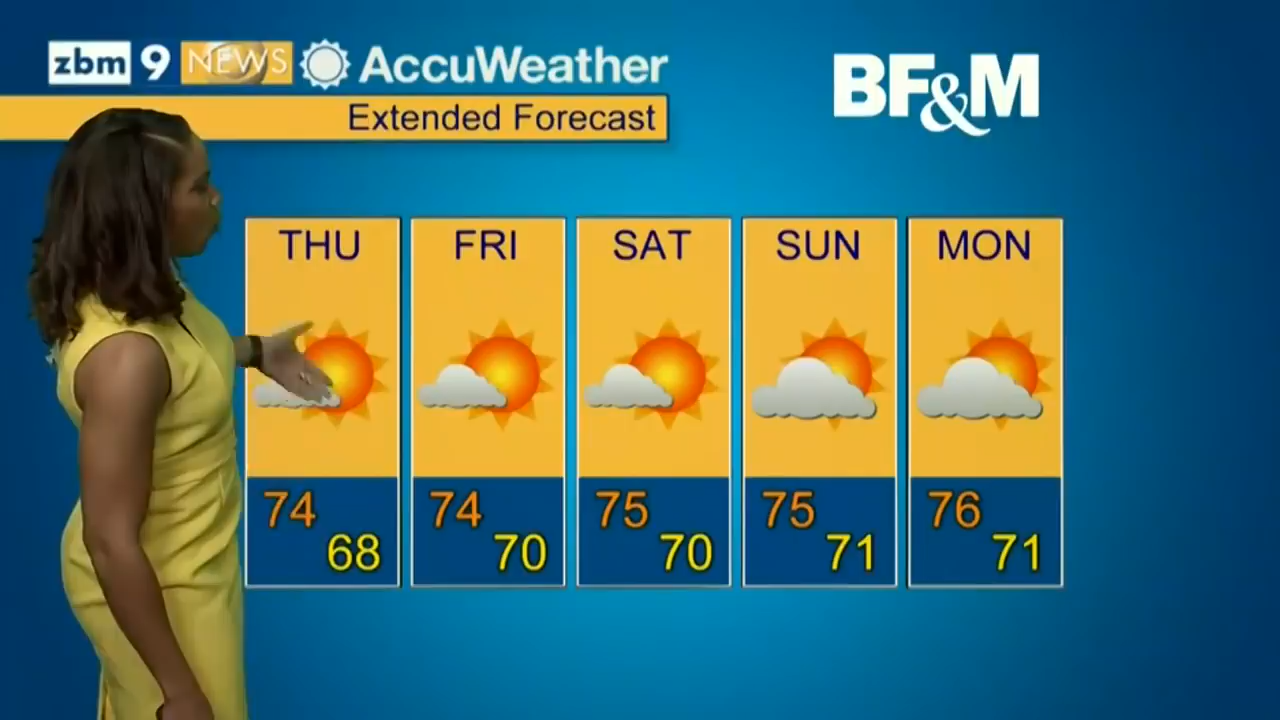 zbm 9 NEWS AccuWeather
Extended Forecast
BF&M
THU FRI SAT SUN MON
74 74 75 75 76
68 70 70 71 71